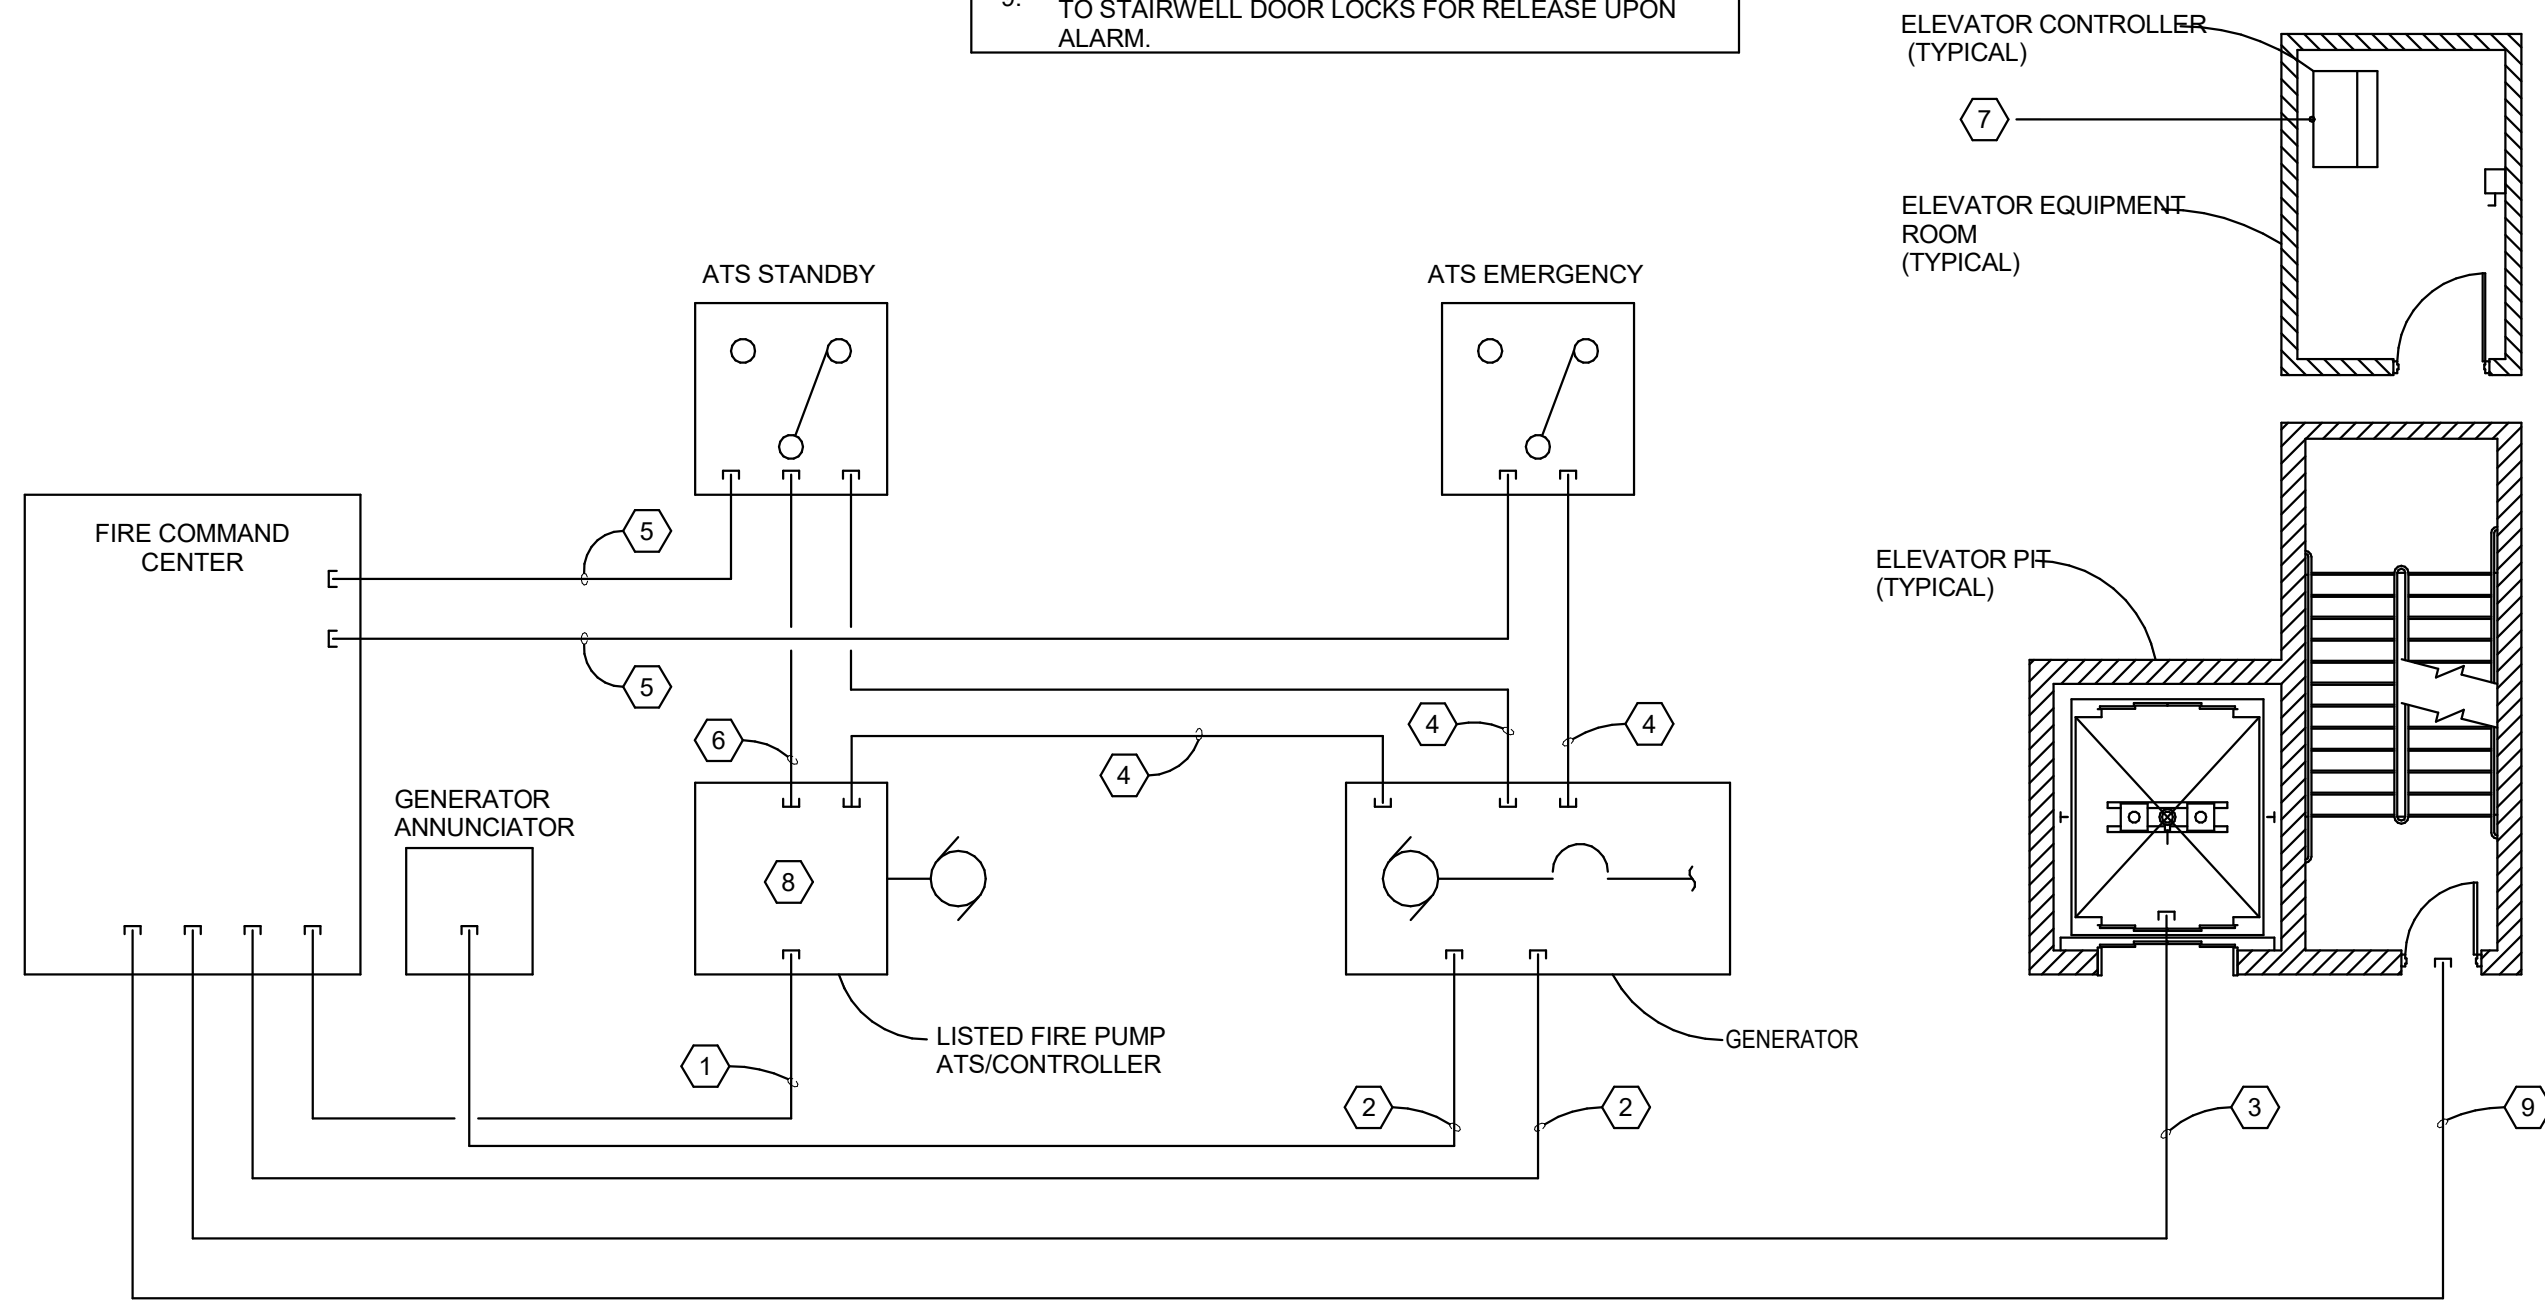 9.
TO STAIRWELL DOOR LOCKS FOR RELEASE UPON
ALARM.
ELEVATOR CONTROLLER
(TYPICAL)
7
ELEVATOR EQUIPMENT
ROOM
(TYPICAL)
ATS STANDBY
ATS EMERGENCY
FIRE COMMAND
CENTER
5
5
ELEVATOR PIT
(TYPICAL)
6
4
4
4
GENERATOR
ANNUNCIATOR
8
LISTED FIRE PUMP
ATS/CONTROLLER
GENERATOR
1
2
2
3
9